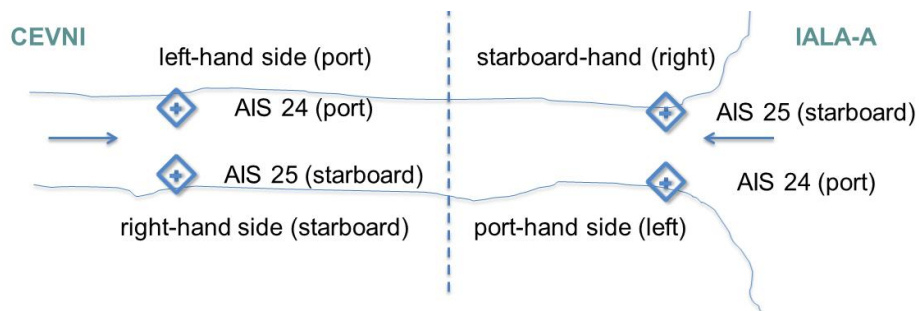 CEVNI
IALA-A
left-hand side (port)
starboard-hand (right)
AIS 24 (port)
AIS 25 (starboard)
AIS 25 (starboard)
AIS 24 (port)
right-hand side (starboard)
port-hand side (left)